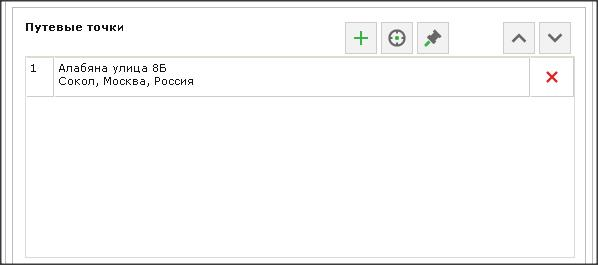 Путевые точки
1 Алабяна улица 8Б
Сокол, Москва, Россия